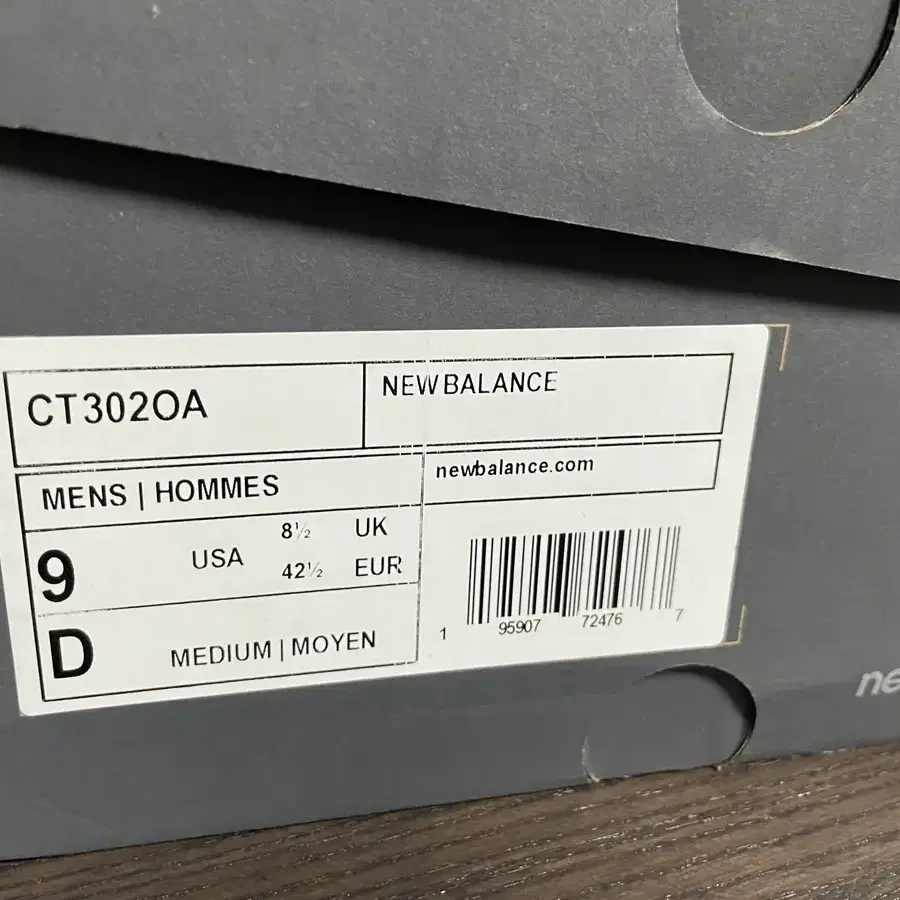 CT302OA
NEW BALANCE
MENS | HOMMES
newbalance.com
9 USA 8½ UK
42½ EUR
D MEDIUM | MOYEN
1 95907 72476 7
ne